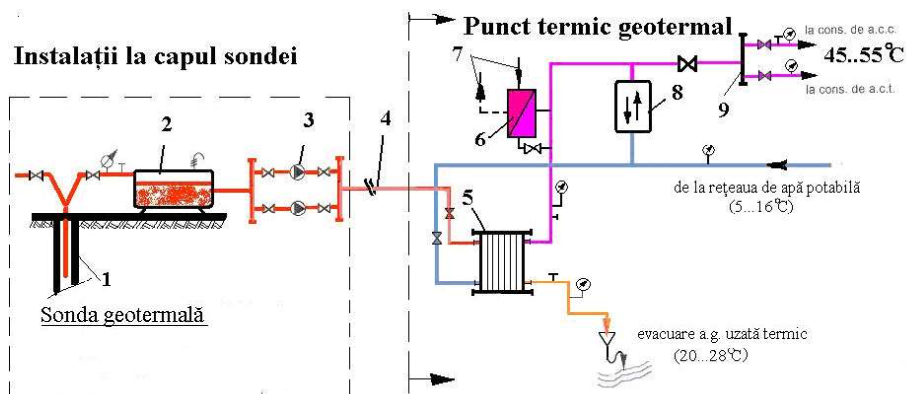 Instalații la capul sondei
Punct termic geotermal
la cons. de a.c.c.
45..55°C
la cons. de a.c.t.
1
2
3
4
5
6
7
8
9
Sonda geotermală
de la rețeaua de apă potabilă
(5...16°C)
evacuare a.g. uzată termic
(20...28°C)